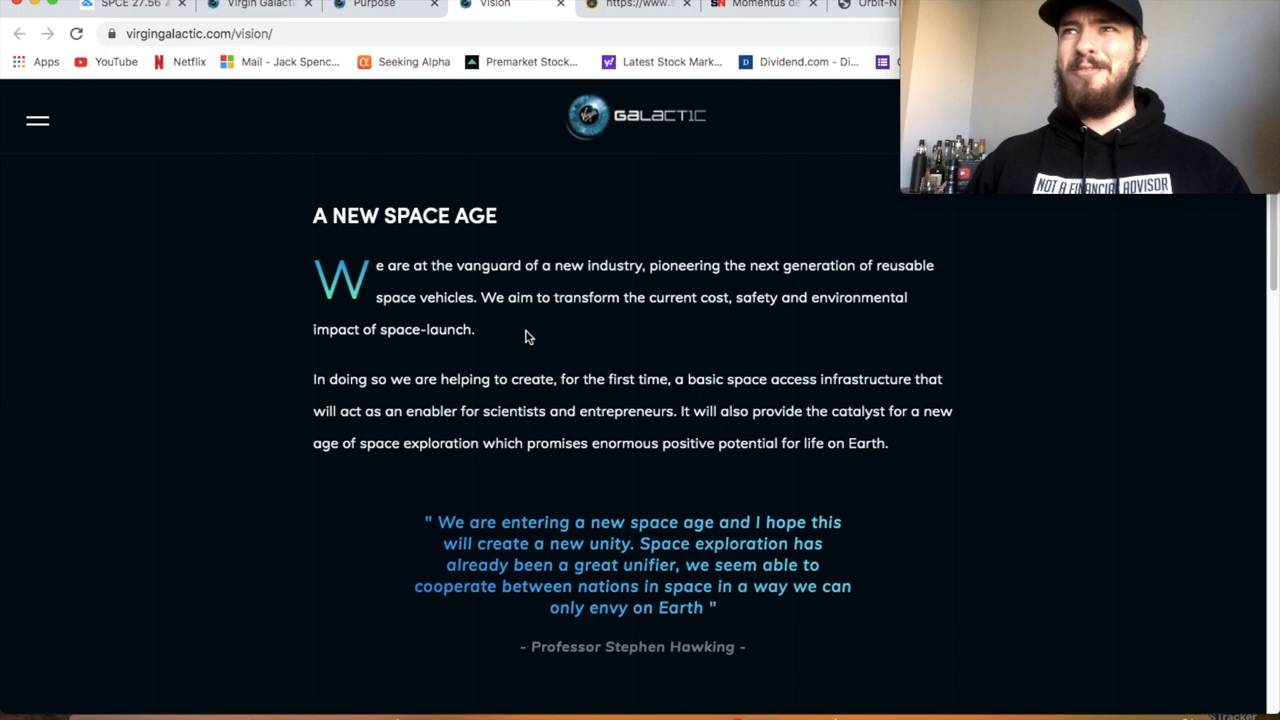 SPCE 27.56
Virgin Galacti
Purpose
Vision
https://www.s
Momentus de
Orbit-N
virgingalactic.com/vision/
Apps
YouTube
Netflix
Mail - Jack Spenc...
Seeking Alpha
Premarket Stock...
Latest Stock Mark...
Dividend.com - Di...
GALACTIC
NOT A FINANCIAL ADVISOR
A NEW SPACE AGE
We are at the vanguard of a new industry, pioneering the next generation of reusable
space vehicles. We aim to transform the current cost, safety and environmental
impact of space-launch.
In doing so we are helping to create, for the first time, a basic space access infrastructure that
will act as an enabler for scientists and entrepreneurs. It will also provide the catalyst for a new
age of space exploration which promises enormous positive potential for life on Earth.
" We are entering a new space age and I hope this
will create a new unity. Space exploration has
already been a great unifier, we seem able to
cooperate between nations in space in a way we can
only envy on Earth "
- Professor Stephen Hawking -